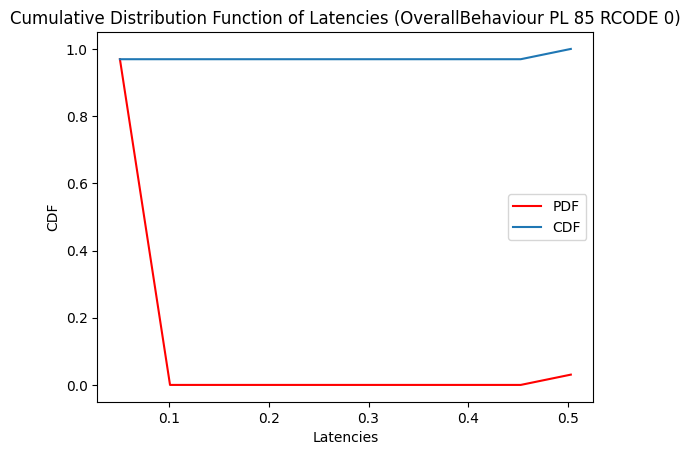 Cumulative Distribution Function of Latencies (OverallBehaviour PL 85 RCODE 0)
1.0
0.8
0.6
0.4
0.2
0.0
CDF
PDF
CDF
0.1 0.2 0.3 0.4 0.5
Latencies